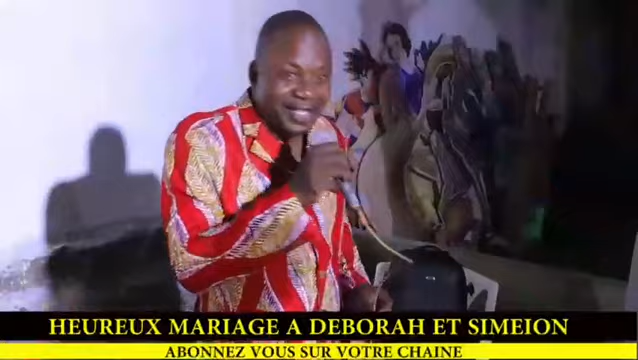 HEUREUX MARIAGE A DEBORAH ET SIMEION
ABONNEZ VOUS SUR VOTRE CHAINE